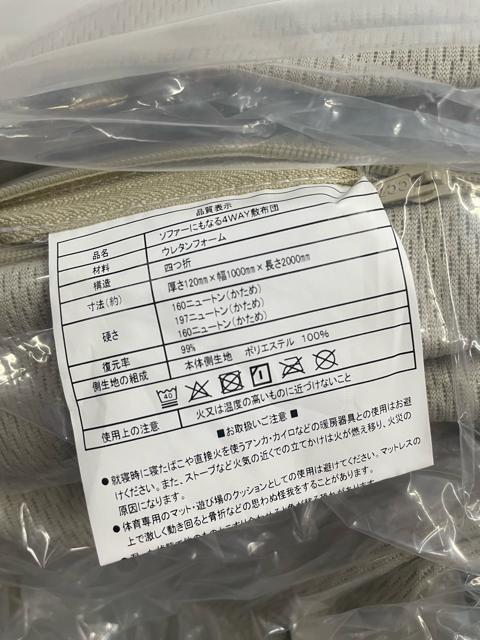 品質表示
品名 ソファーにもなる4WAY敷布団
材料 ウレタンフォーム
構造 四つ折
寸法(約) 厚さ120mm×幅1000mm×長さ2000mm
硬さ 160ニュートン(かため)
197ニュートン(かため)
160ニュートン(かため)
復元率 99%
側生地の組成 本体側生地 ポリエステル 100%
40
使用上の注意 火又は温度の高いものに近づけないこと
■お取扱いご注意■
●就寝時に寝たばこや直接火を使うアンカ・カイロなどの暖房器具との使用はお避
けください。また、ストーブなど火気の近くでの立てかけは火が燃え移り、火災の
原因になります。
●体育専用のマット・遊び場のクッションとしての使用は避けてください。マットレスの
上で激しく動き回ると骨折などの思わぬ怪我をすることがあります。